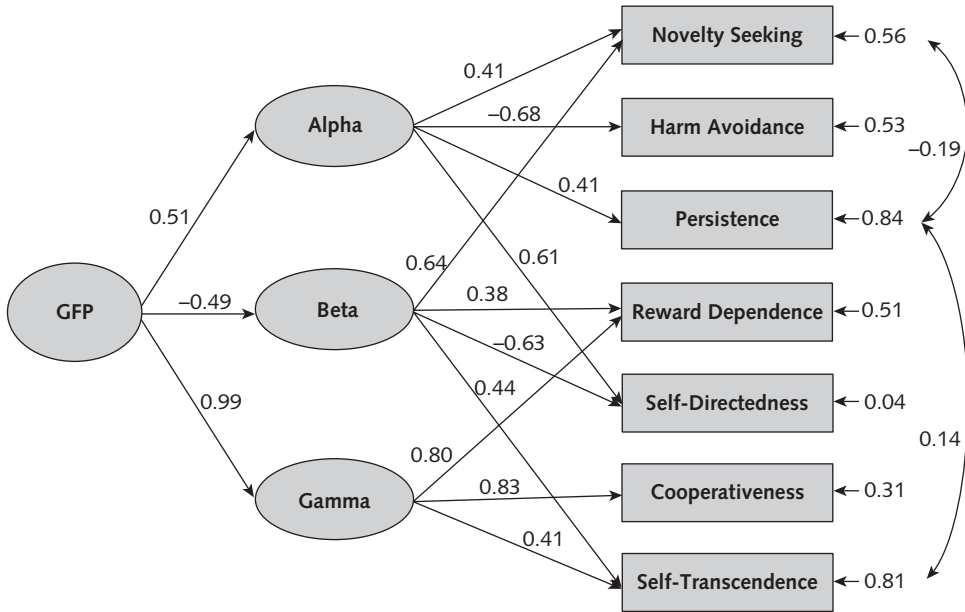 Novelty Seeking
0.56
0.41
Alpha
−0.68
Harm Avoidance
0.53
−0.19
0.41
0.51
Persistence
0.84
0.64
0.61
GFP
−0.49
Beta
0.38
Reward Dependence
0.51
−0.63
0.44
Self-Directedness
0.04
0.99
0.14
0.80
Gamma
0.83
Cooperativeness
0.31
0.41
Self-Transcendence
0.81